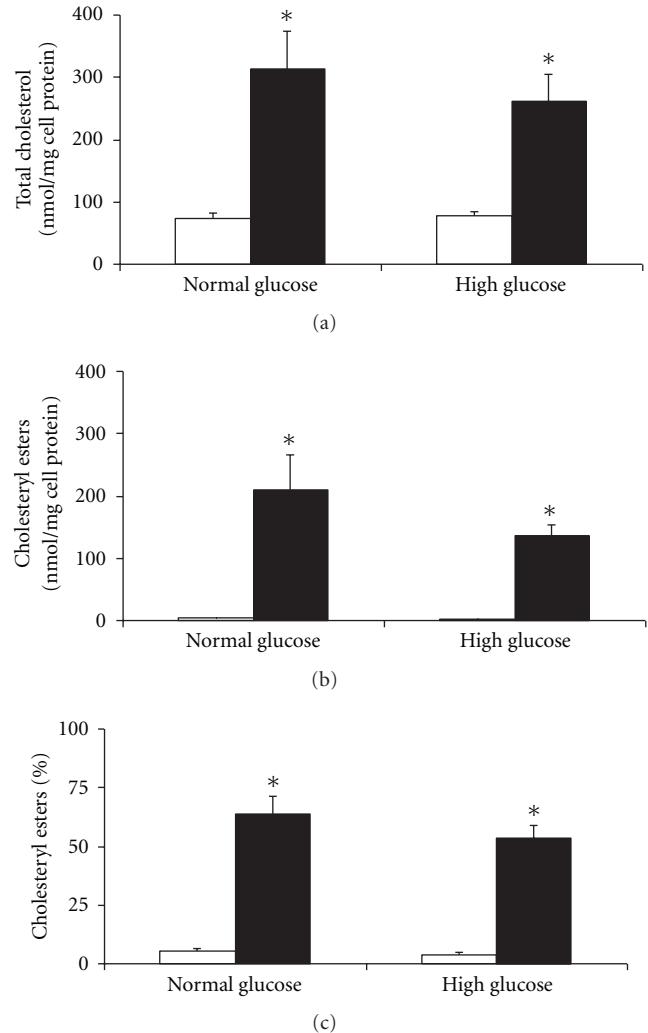 Total cholesterol
(nmol/mg cell protein)
400
300
200
100
0
*
*
Normal glucose
High glucose
(a)
Cholesteryl esters
(nmol/mg cell protein)
400
300
200
100
0
*
*
Normal glucose
High glucose
(b)
Cholesteryl esters (%)
100
75
50
25
0
*
*
Normal glucose
High glucose
(c)